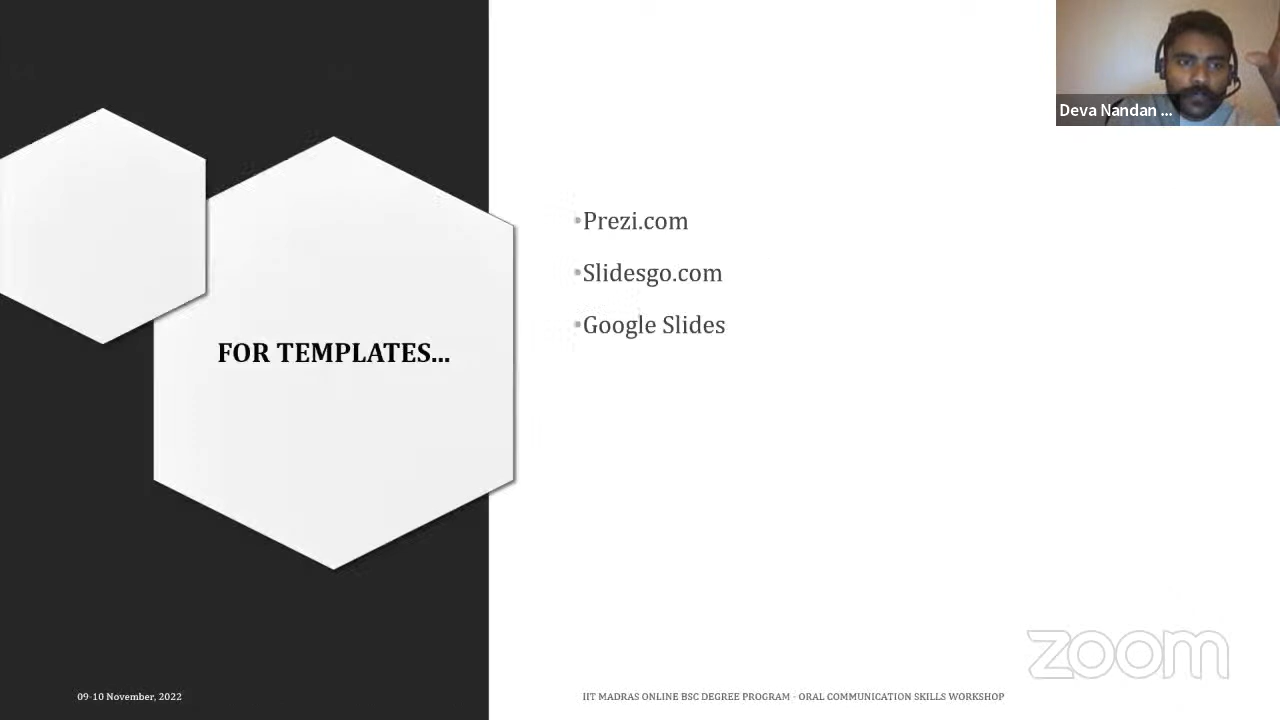 Deva Nandan ...
•Prezi.com
•Slidesgo.com
•Google Slides
FOR TEMPLATES...
zoom
09-10 November, 2022
IIT MADRAS ONLINE BSC DEGREE PROGRAM - ORAL COMMUNICATION SKILLS WORKSHOP